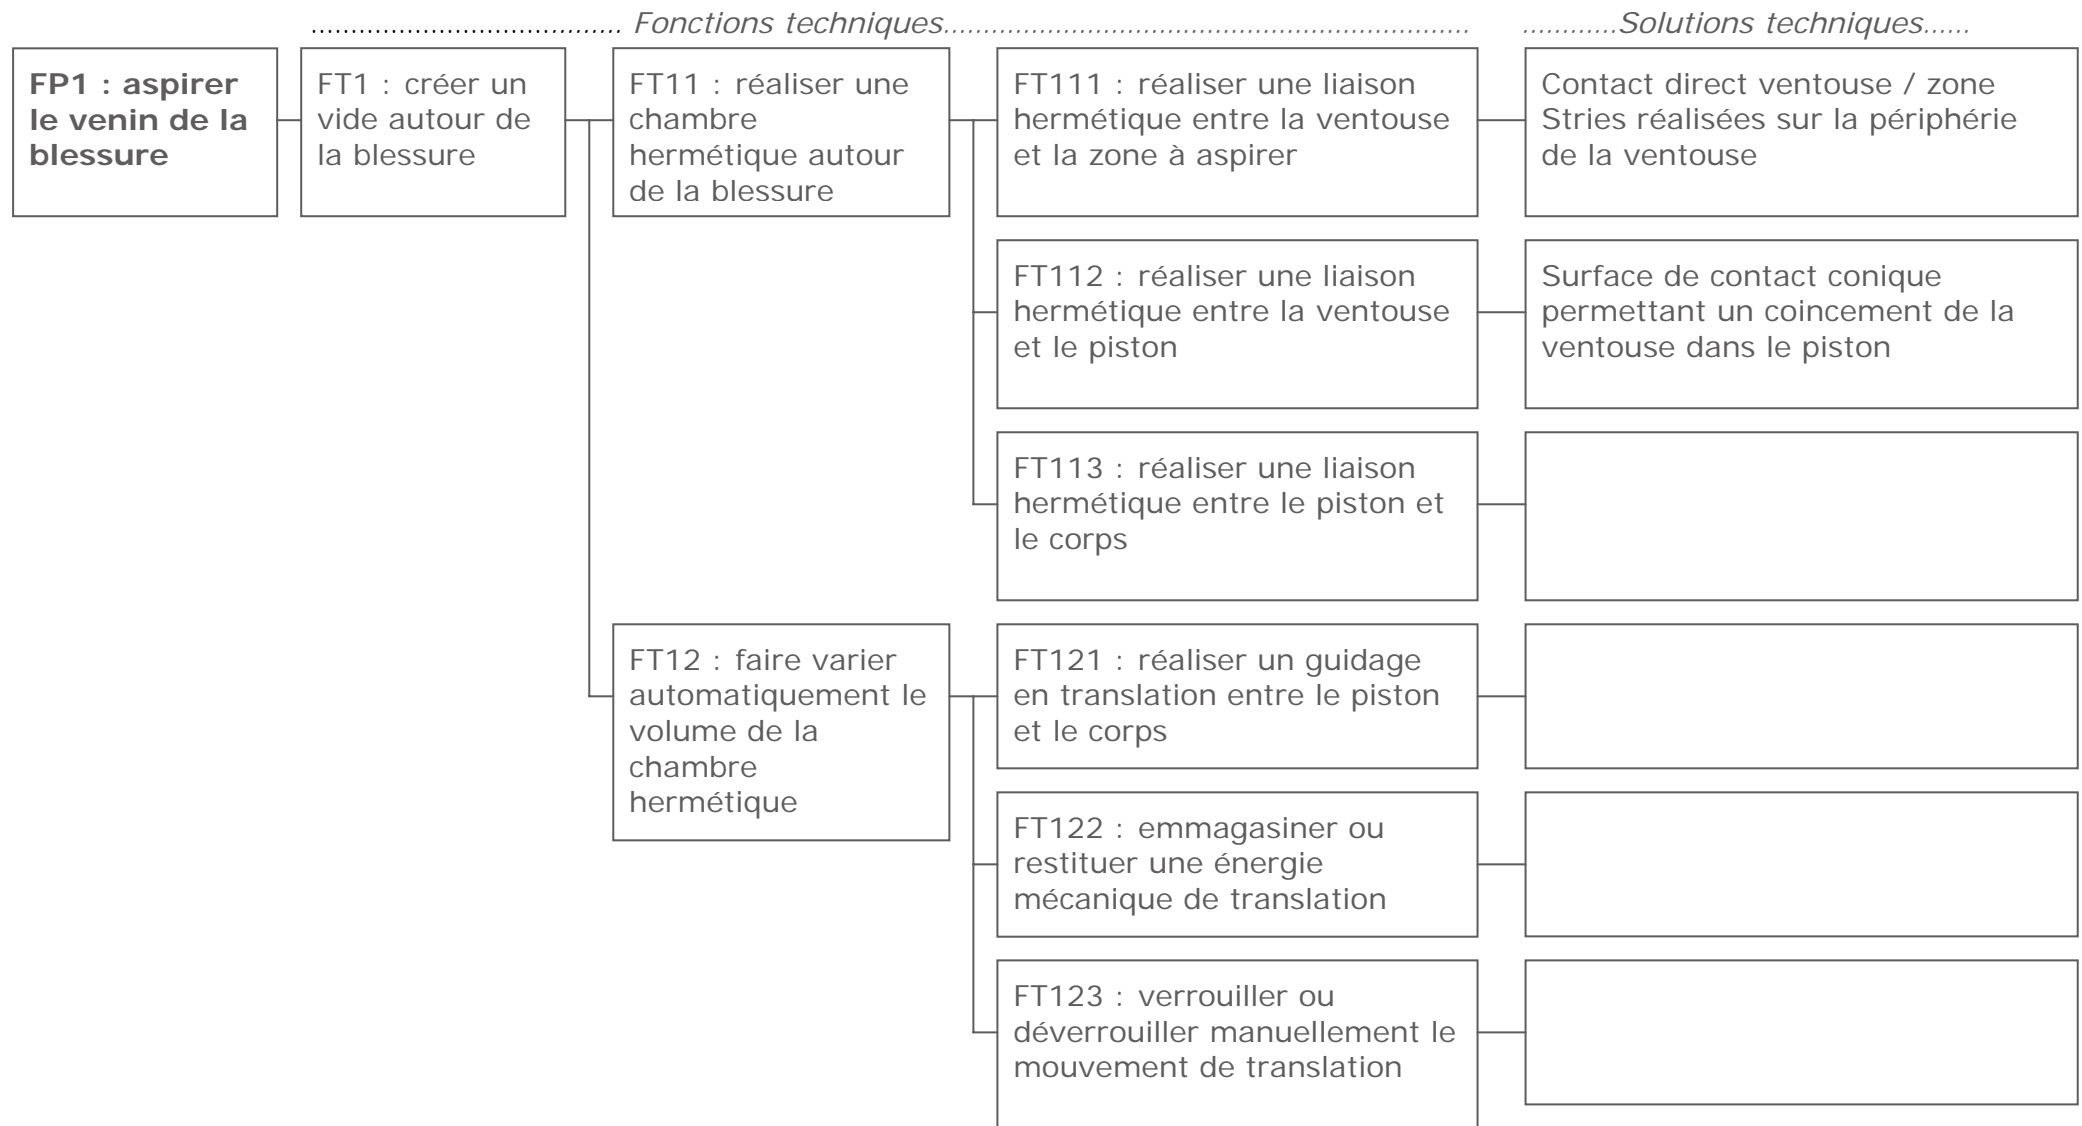 .................................... Fonctions techniques................................................................. ............Solutions techniques......
FP1 : aspirer
le venin de la
blessure
FT1 : créer un
vide autour de
la blessure
FT11 : réaliser une
chambre
hermétique autour
de la blessure
FT111 : réaliser une liaison
hermétique entre la ventouse
et la zone à aspirer
Contact direct ventouse / zone
Stries réalisées sur la périphérie
de la ventouse
FT112 : réaliser une liaison
hermétique entre la ventouse
et le piston
Surface de contact conique
permettant un coincement de la
ventouse dans le piston
FT113 : réaliser une liaison
hermétique entre le piston et
le corps
FT12 : faire varier
automatiquement le
volume de la
chambre
hermétique
FT121 : réaliser un guidage
en translation entre le piston
et le corps
FT122 : emmagasiner ou
restituer une énergie
mécanique de translation
FT123 : verrouiller ou
déverrouiller manuellement le
mouvement de translation